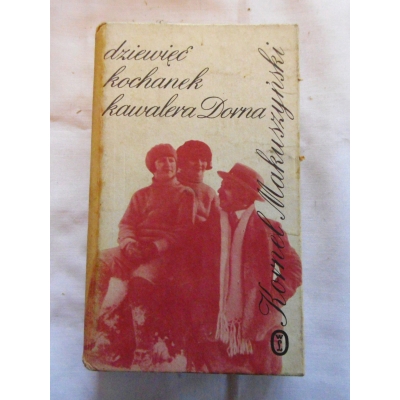 dziewięć
kochanek
kawalera Dorna
Kornel Makuszyński